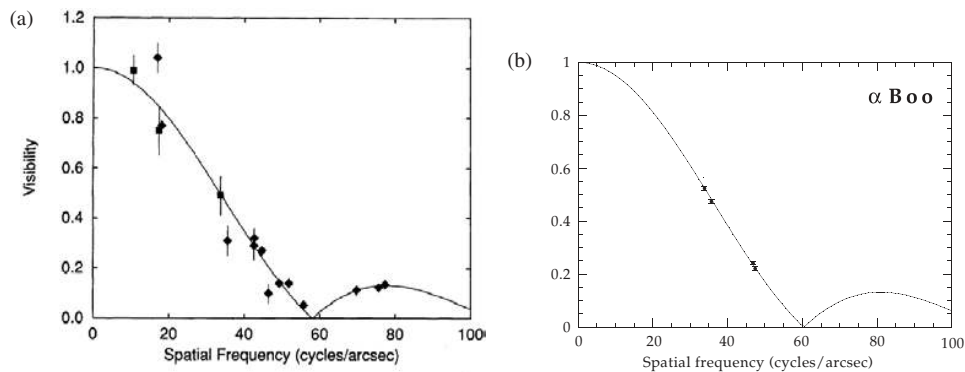 (a)
1.2
1.0
0.8
0.6
0.4
0.2
0.0
Visibility
0 20 40 60 80 100
Spatial Frequency (cycles/arcsec)
(b)
1
0.8
0.6
0.4
0.2
0
α Boo
0 20 40 60 80 100
Spatial frequency (cycles/arcsec)